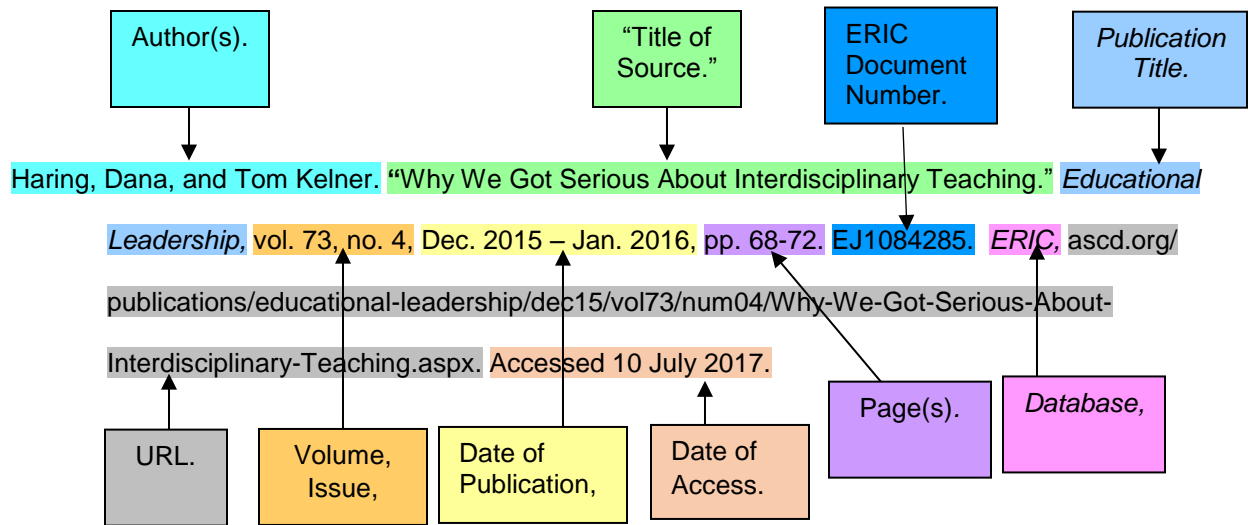 Author(s).
“Title of
Source.”
ERIC
Document
Number.
Publication
Title.
Haring, Dana, and Tom Kelner. “Why We Got Serious About Interdisciplinary Teaching.” Educational
Leadership, vol. 73, no. 4, Dec. 2015 – Jan. 2016, pp. 68-72. EJ1084285. ERIC, ascd.org/
publications/educational-leadership/dec15/vol73/num04/Why-We-Got-Serious-About-
Interdisciplinary-Teaching.aspx. Accessed 10 July 2017.
URL.
Volume,
Issue,
Date of
Publication,
Date of
Access.
Page(s).
Database,